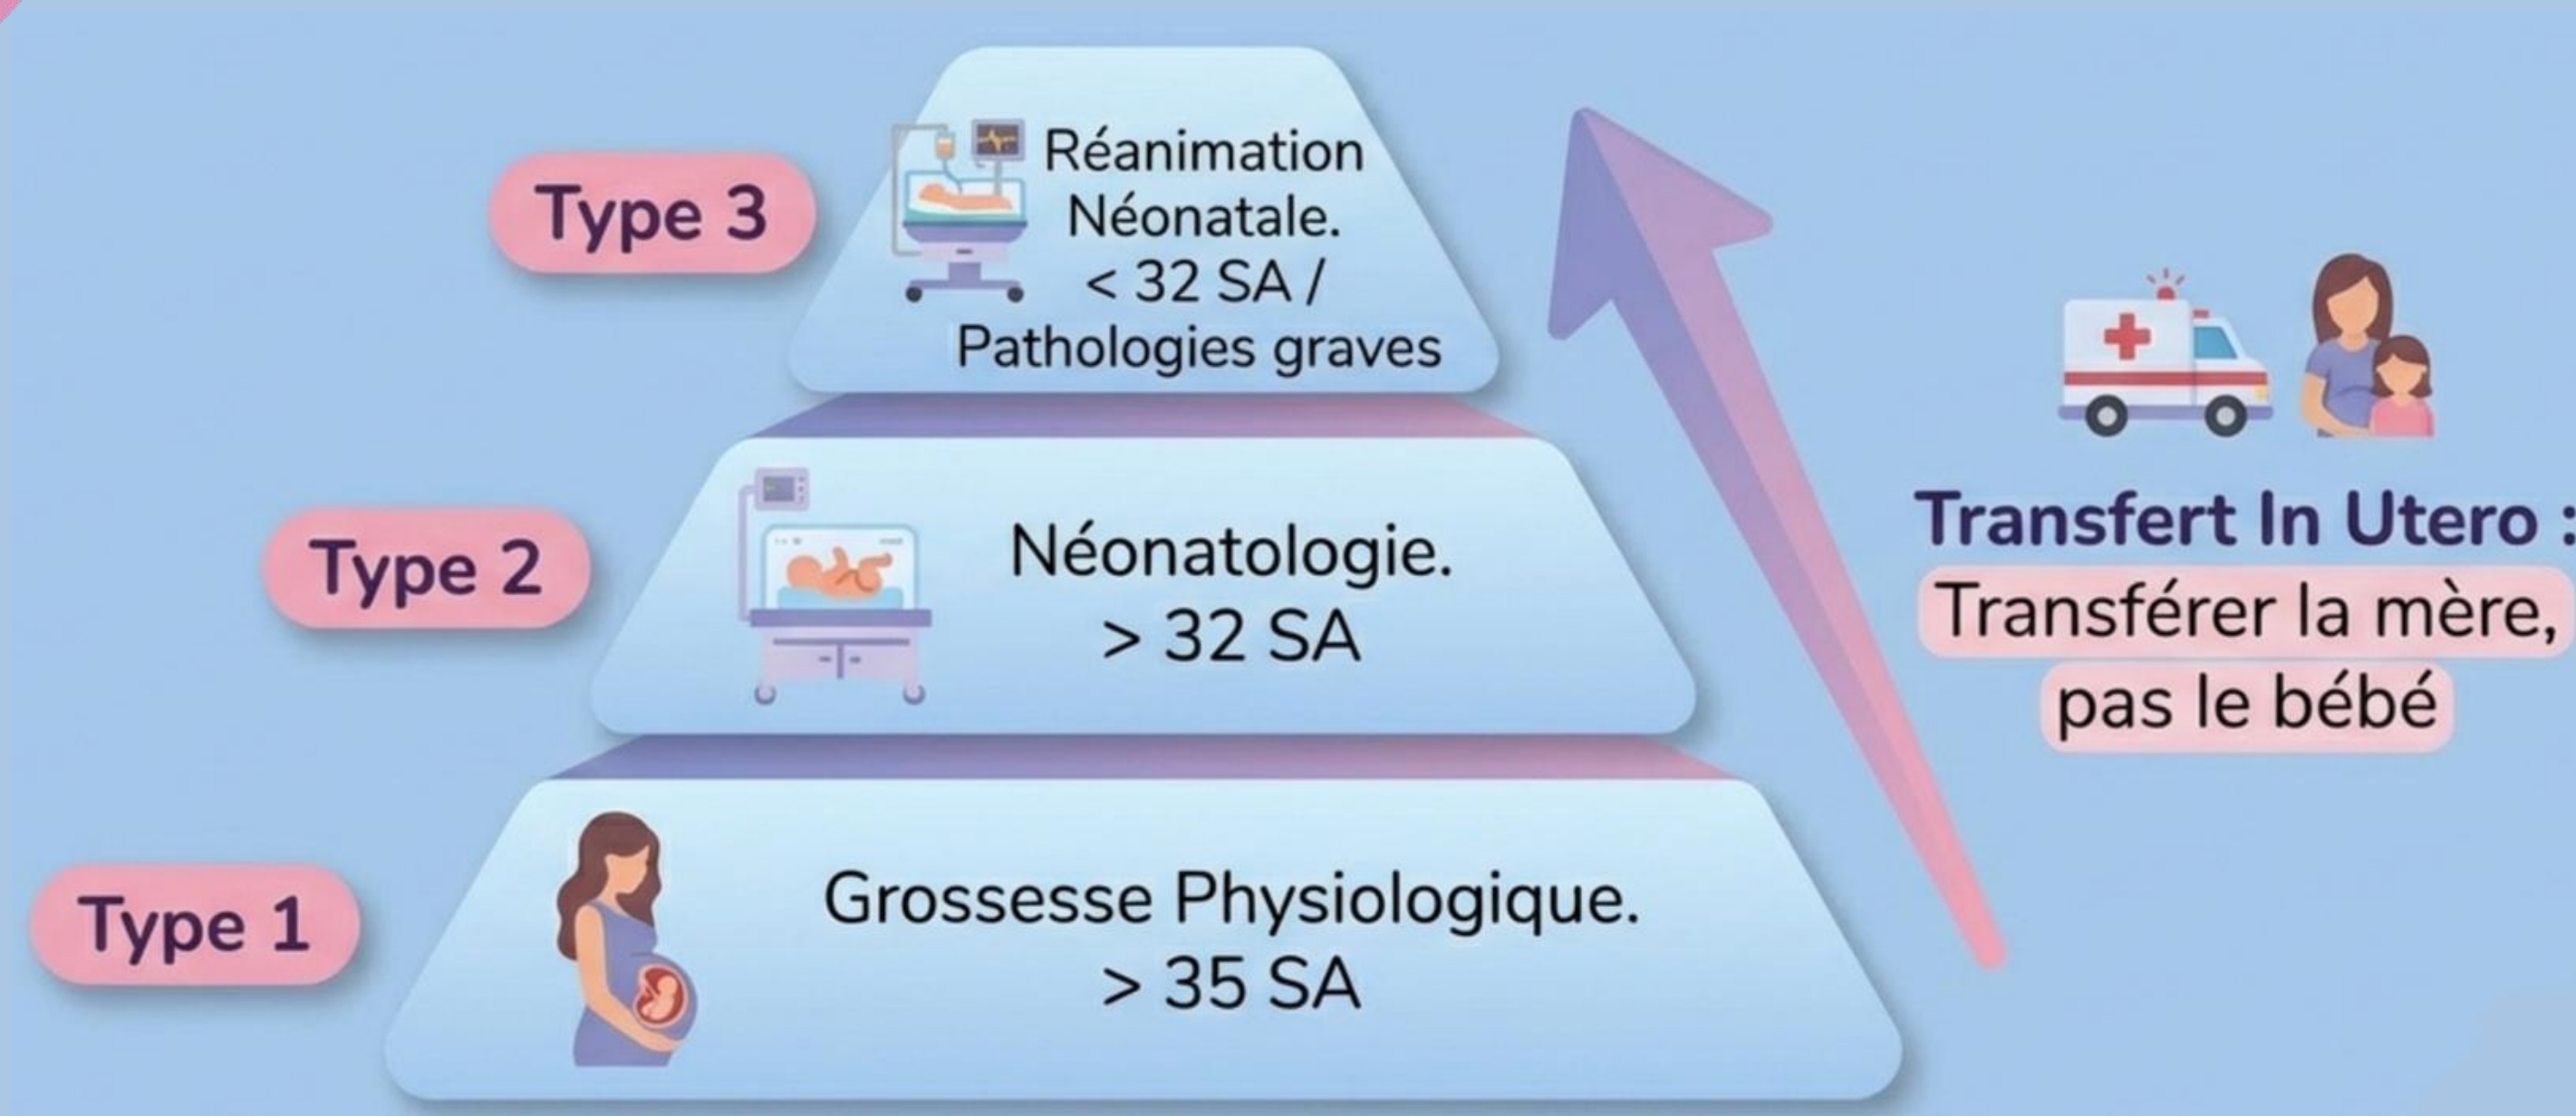 Type 3
Réanimation
Néonatale.
< 32 SA /
Pathologies graves
Type 2
Néonatologie.
> 32 SA
Type 1
Grossesse Physiologique.
> 35 SA
Transfert In Utero :
Transférer la mère,
pas le bébé